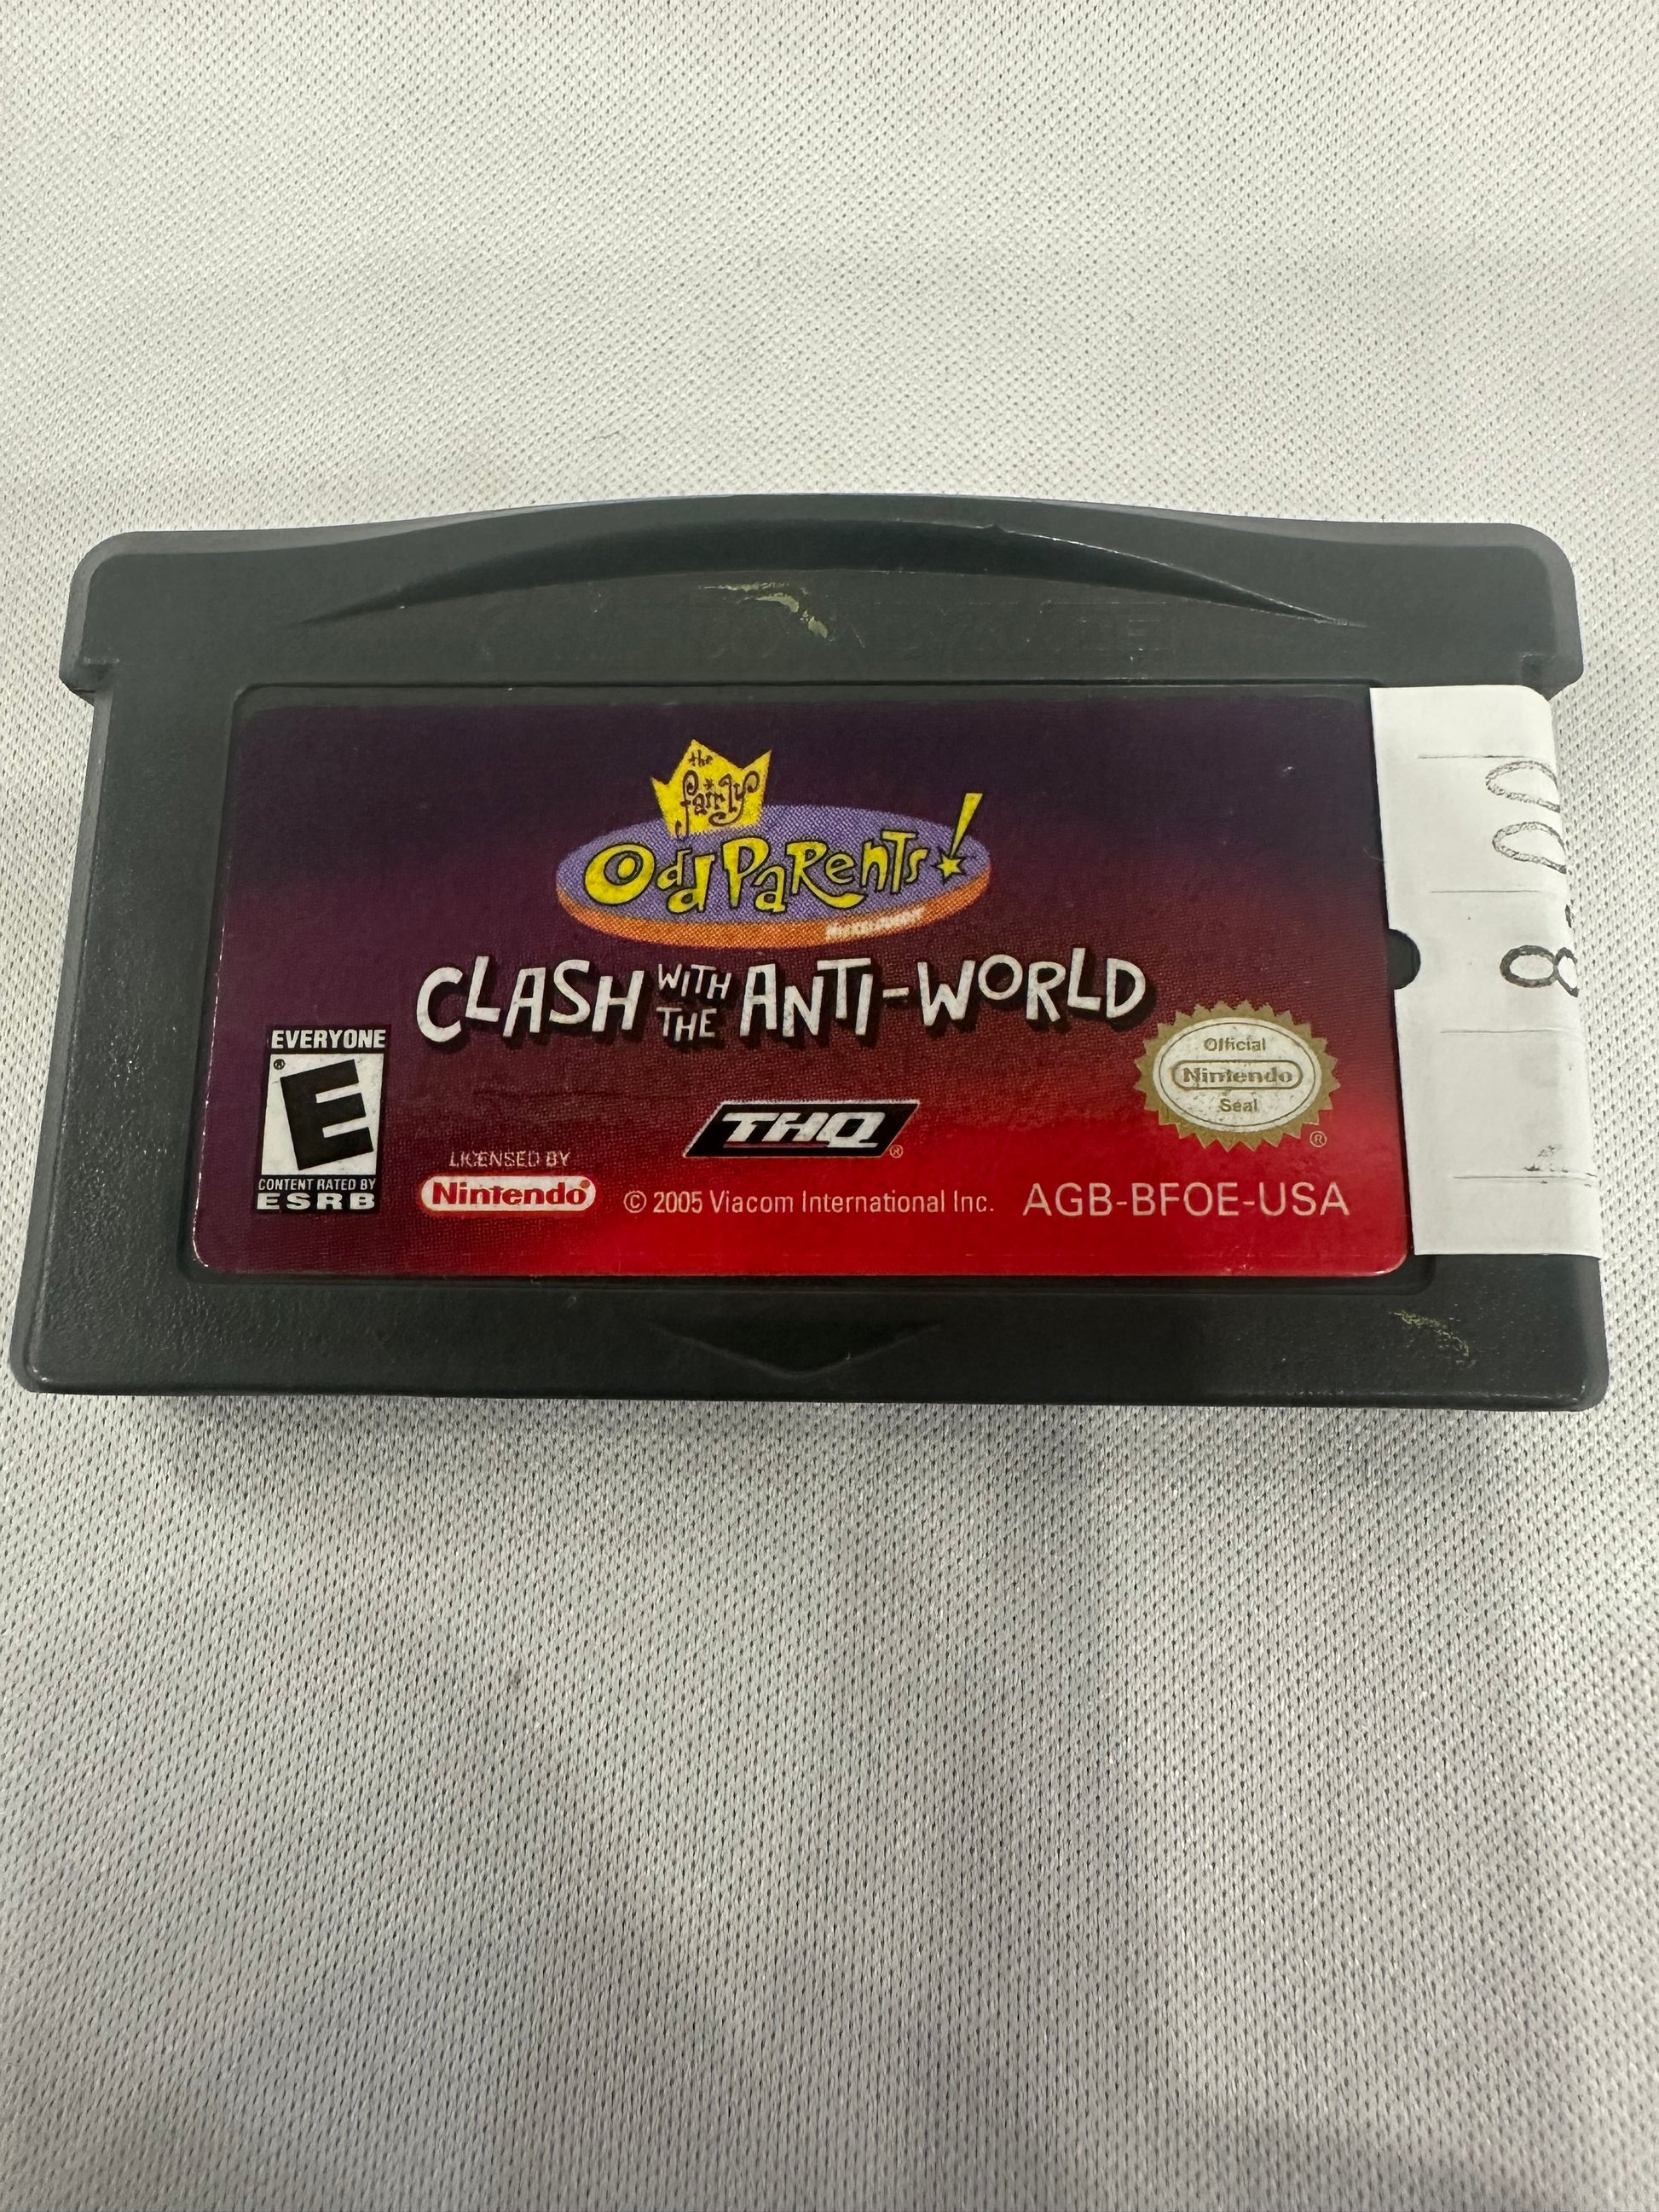 the
fairly
OddParents!
NICKELODEON
CLASH WITH THE ANTI-WORLD
EVERYONE
E
CONTENT RATED BY
ESRB
LICENSED BY
Nintendo
THQ
© 2005 Viacom International Inc.
Official
Nintendo
Seal
AGB-BFOE-USA